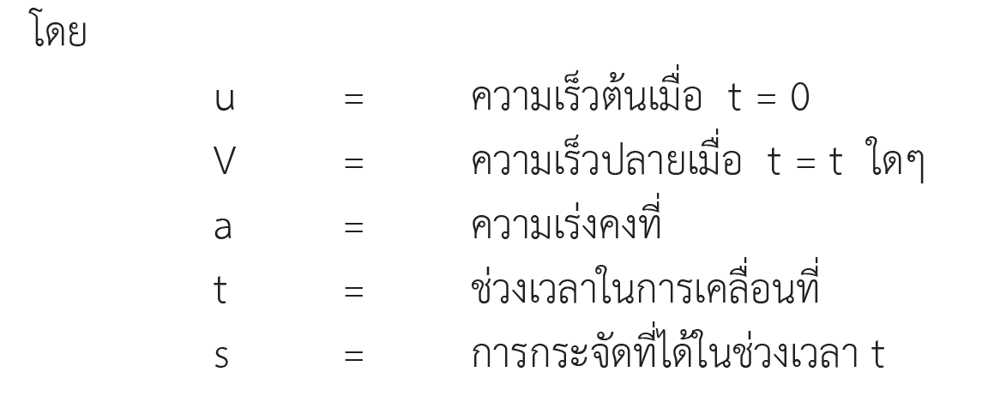 โดย
u = ความเร็วต้นเมื่อ t = 0
V = ความเร็วปลายเมื่อ t = t ใดๆ
a = ความเร่งคงที่
t = ช่วงเวลาในการเคลื่อนที่
s = การกระจัดที่ได้ในช่วงเวลา t